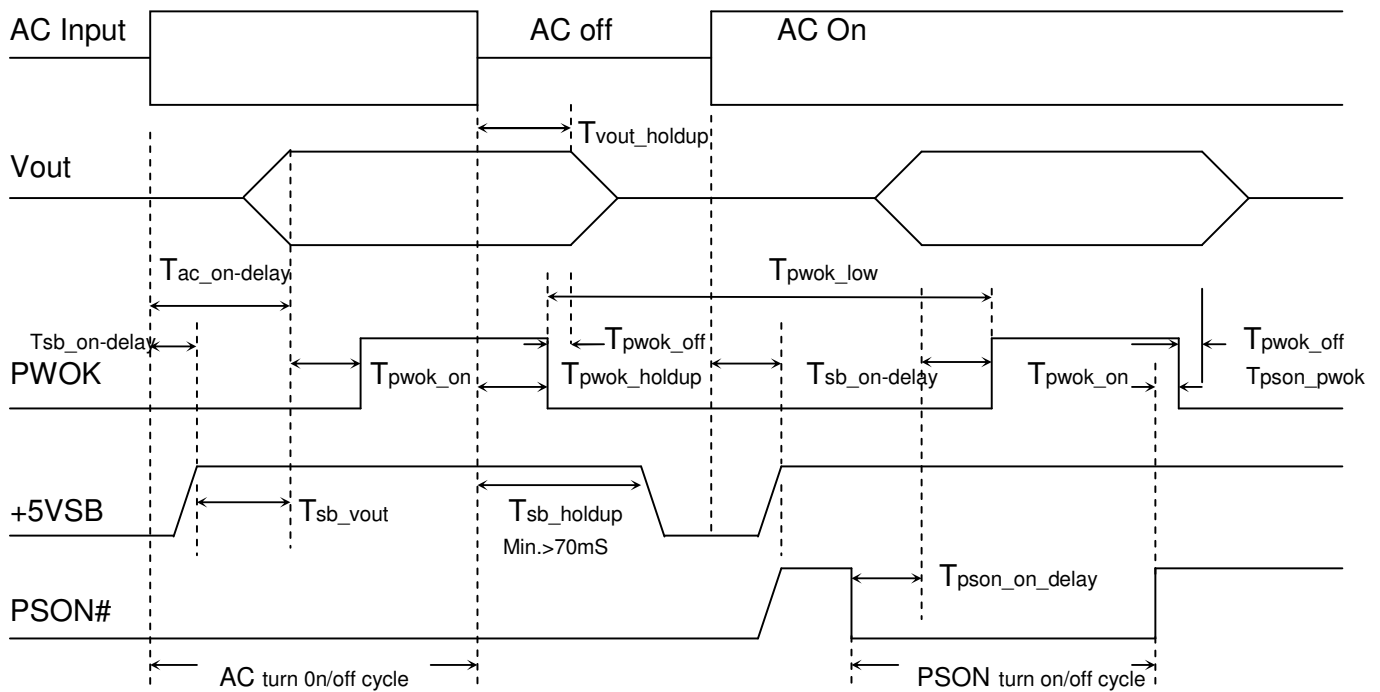 AC Input
AC off
AC On
Tvout_holdup
Vout
Tac_on-delay
Tpwok_low
Tsb_on-delay
Tpwok_off
Tpwok_off
PWOK
Tpwok_on
Tpwok_holdup
Tsb_on-delay
Tpwok_on
Tpson_pwok
+5VSB
Tsb_vout
Tsb_holdup
Min.>70mS
Tpson_on_delay
PSON#
AC turn 0n/off cycle
PSON turn on/off cycle